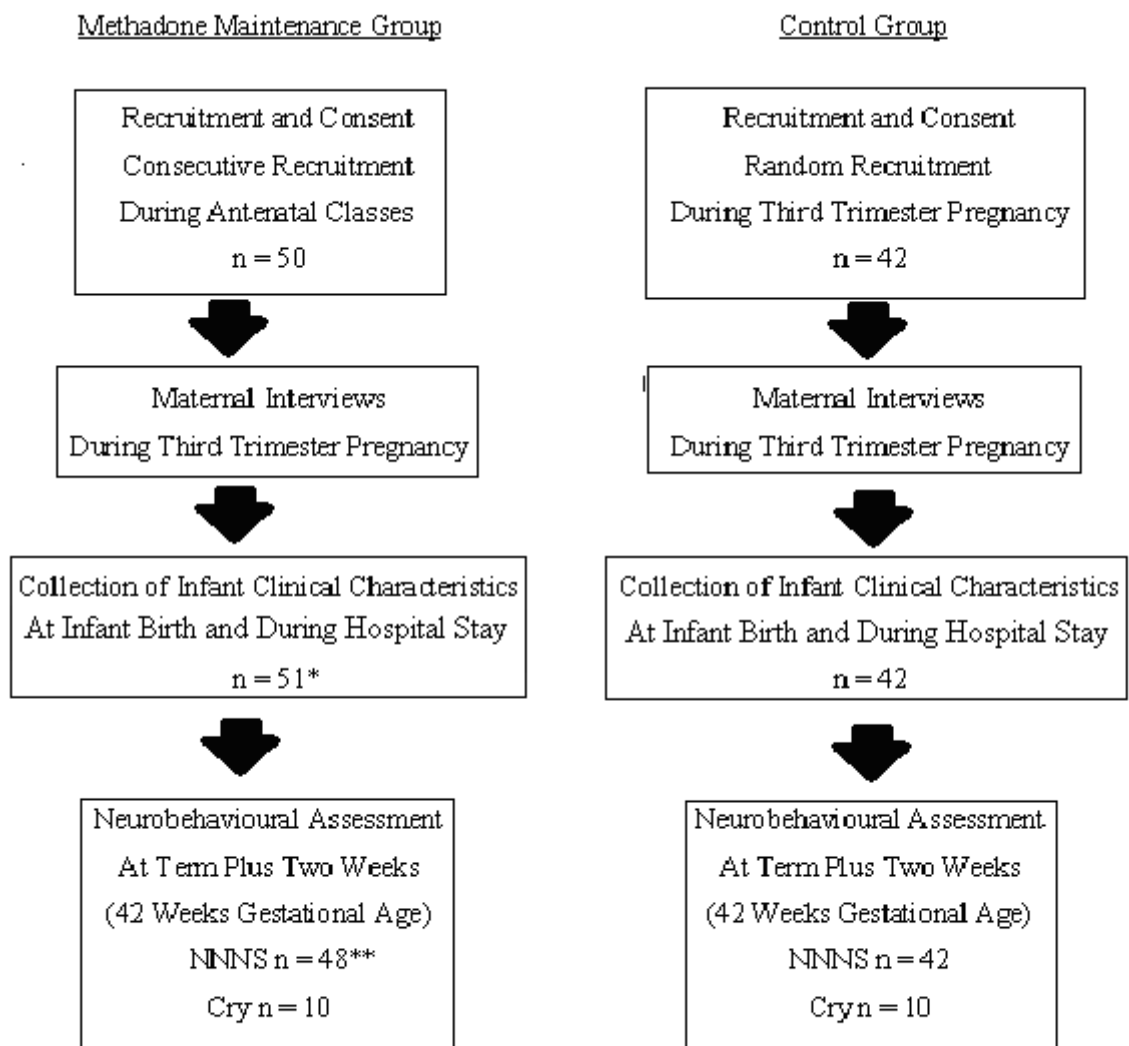 Methadone Maintenance Group
Recruitment and Consent
Consecutive Recruitment
During Antenatal Classes
n = 50
Maternal Interviews
During Third Trimester Pregnancy
Collection of Infant Clinical Characteristics
At Infant Birth and During Hospital Stay
n = 51*
Neurobehavioural Assessment
At Term Plus Two Weeks
(42 Weeks Gestational Age)
NNNS n = 48**
Cry n = 10
Control Group
Recruitment and Consent
Random Recruitment
During Third Trimester Pregnancy
n = 42
Maternal Interviews
During Third Trimester Pregnancy
Collection of Infant Clinical Characteristics
At Infant Birth and During Hospital Stay
n = 42
Neurobehavioural Assessment
At Term Plus Two Weeks
(42 Weeks Gestational Age)
NNNS n = 42
Cry n = 10